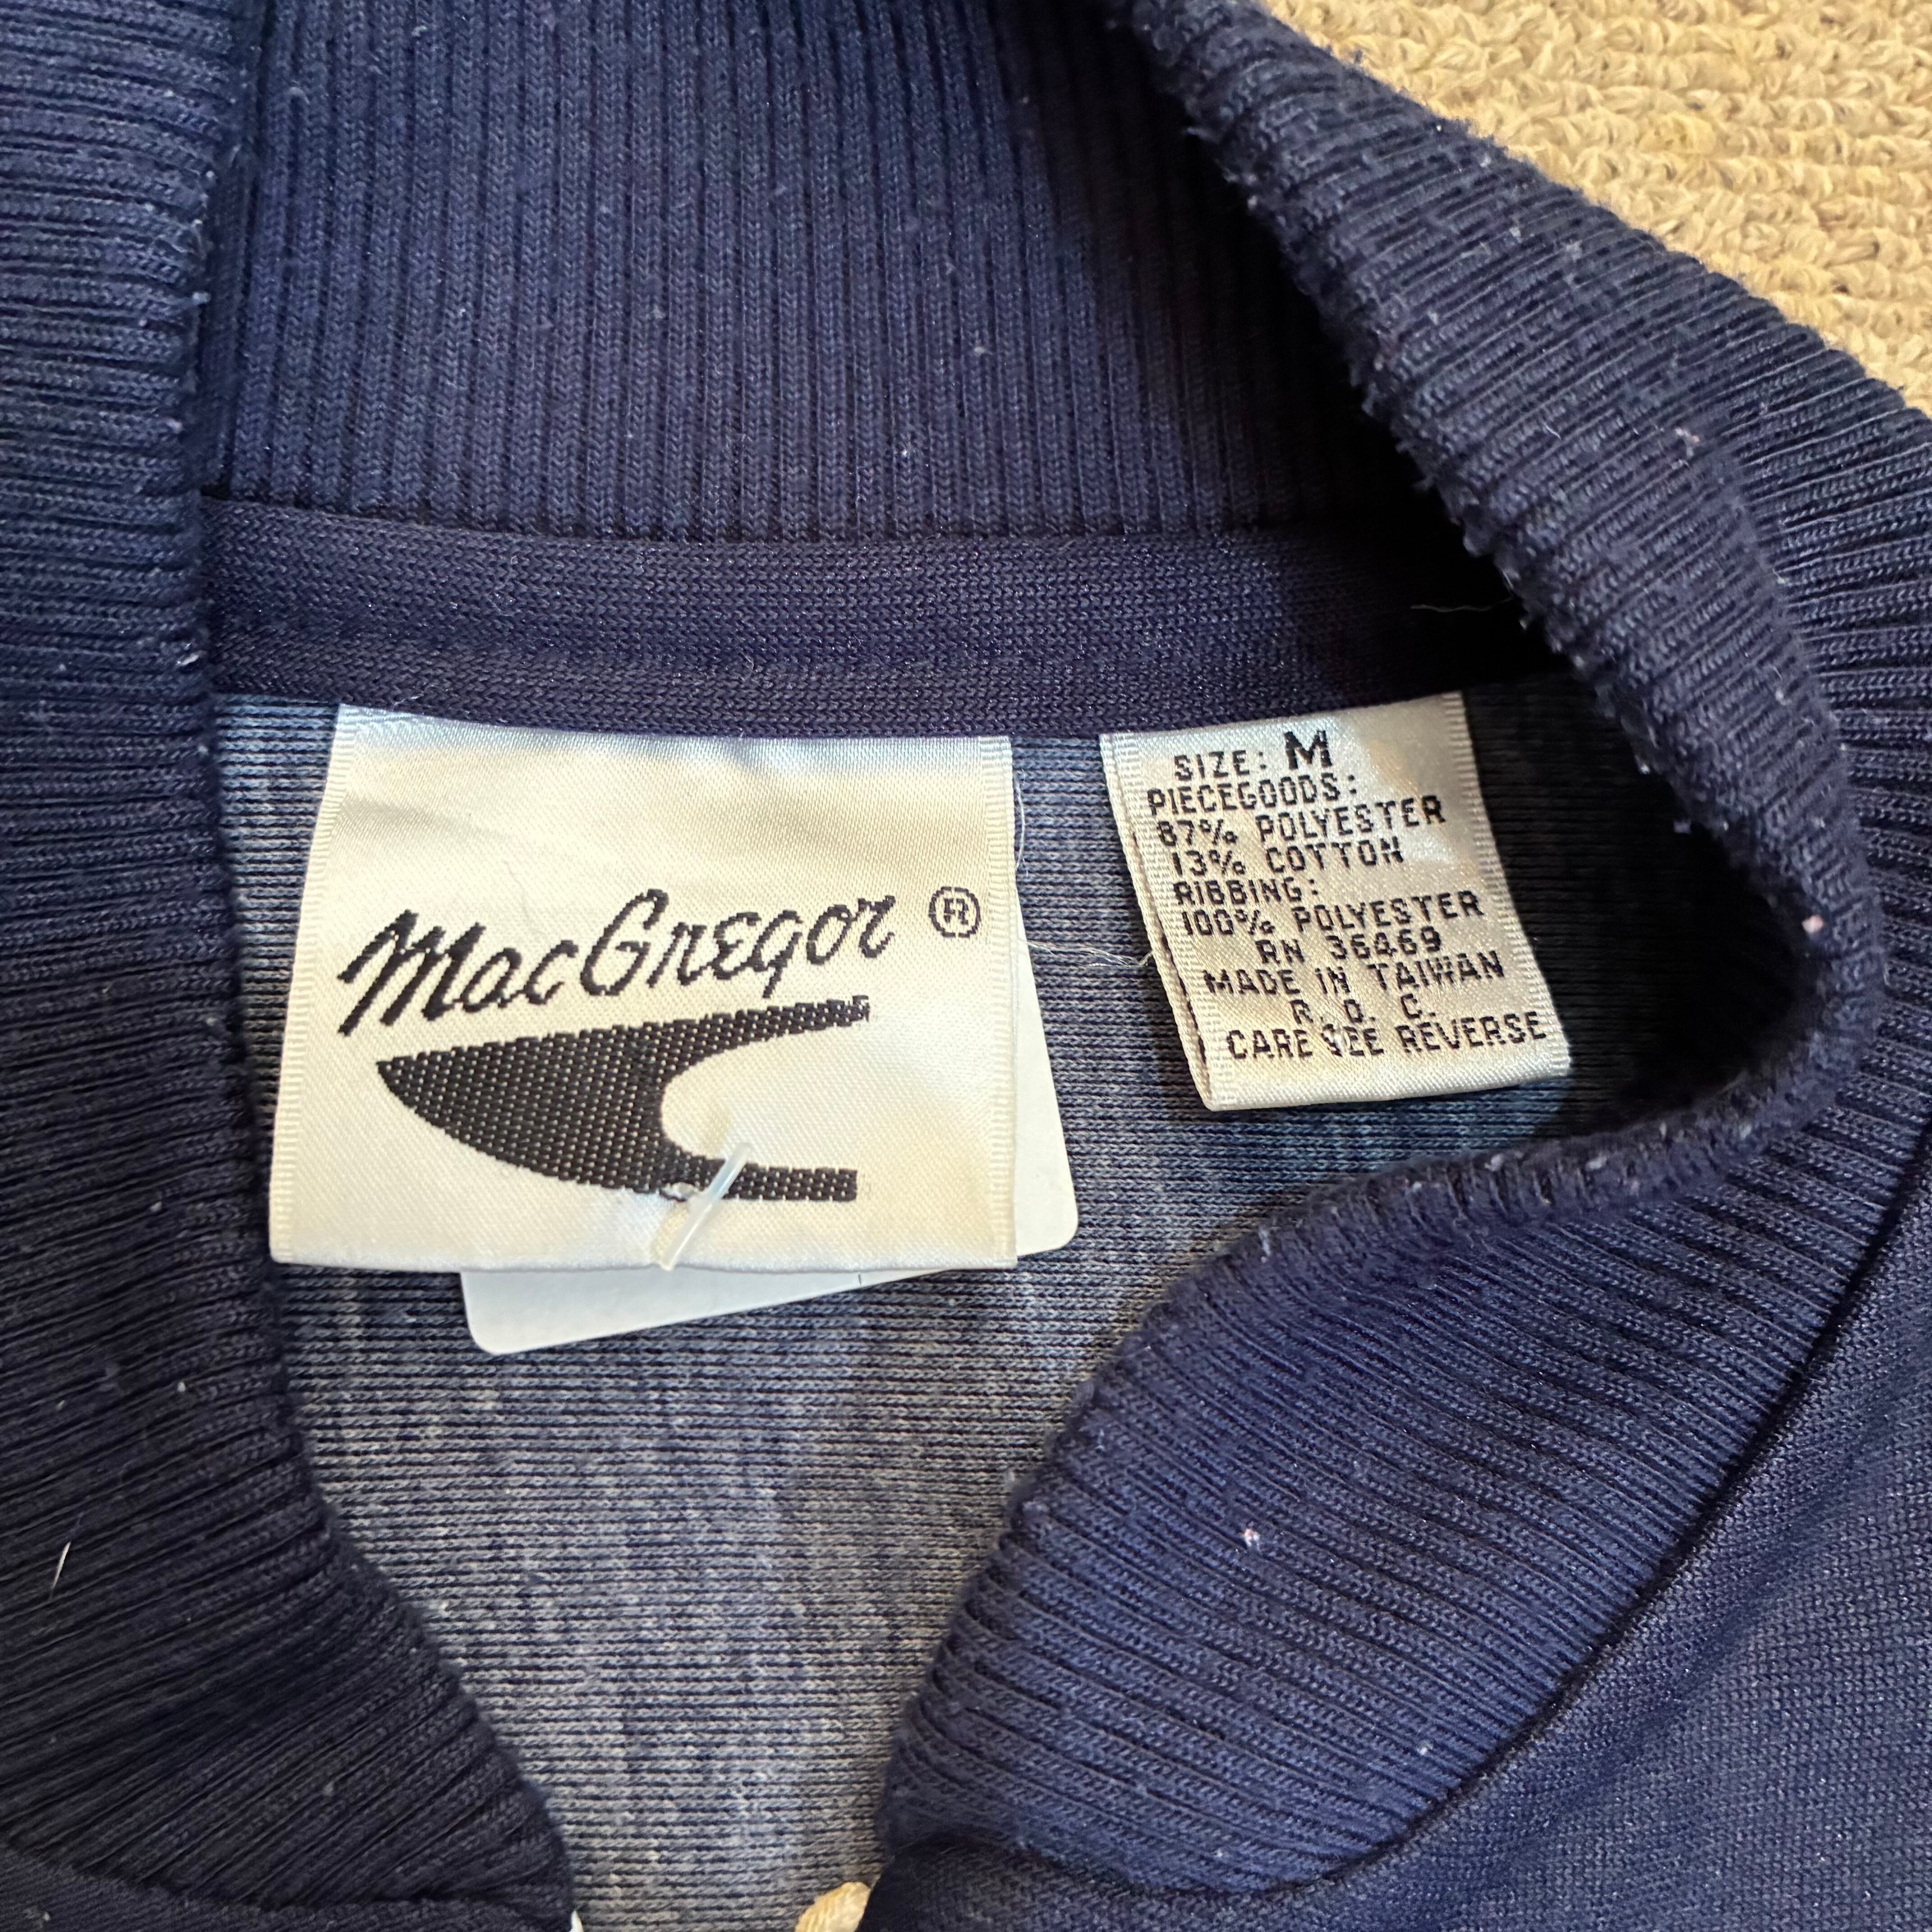 MacGregor ®
SIZE: M
PIECEGOODS:
87% POLYESTER
13% COTTON
RIBBING:
100% POLYESTER
RN 36469
MADE IN TAIWAN
R. O. C.
CARE SEE REVERSE